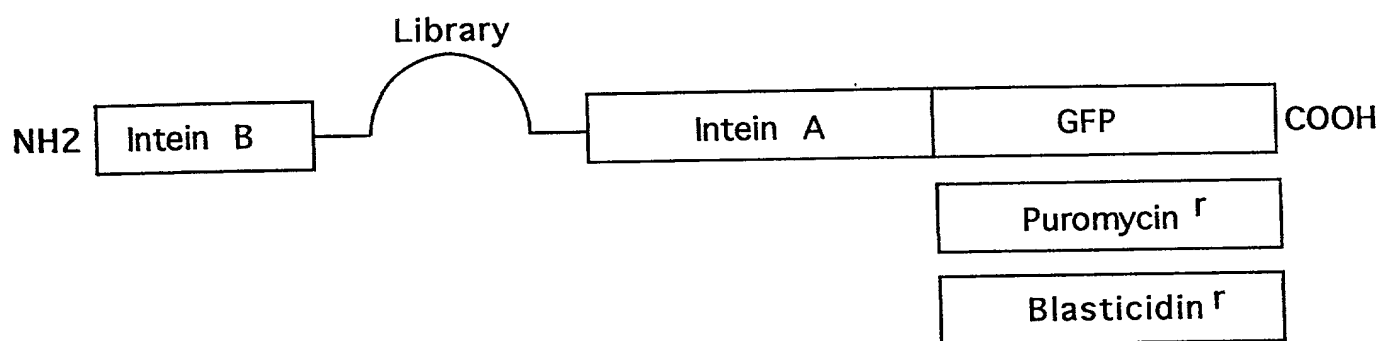 Library
NH2 Intein B Intein A GFP COOH
Puromycin r
Blasticidin r